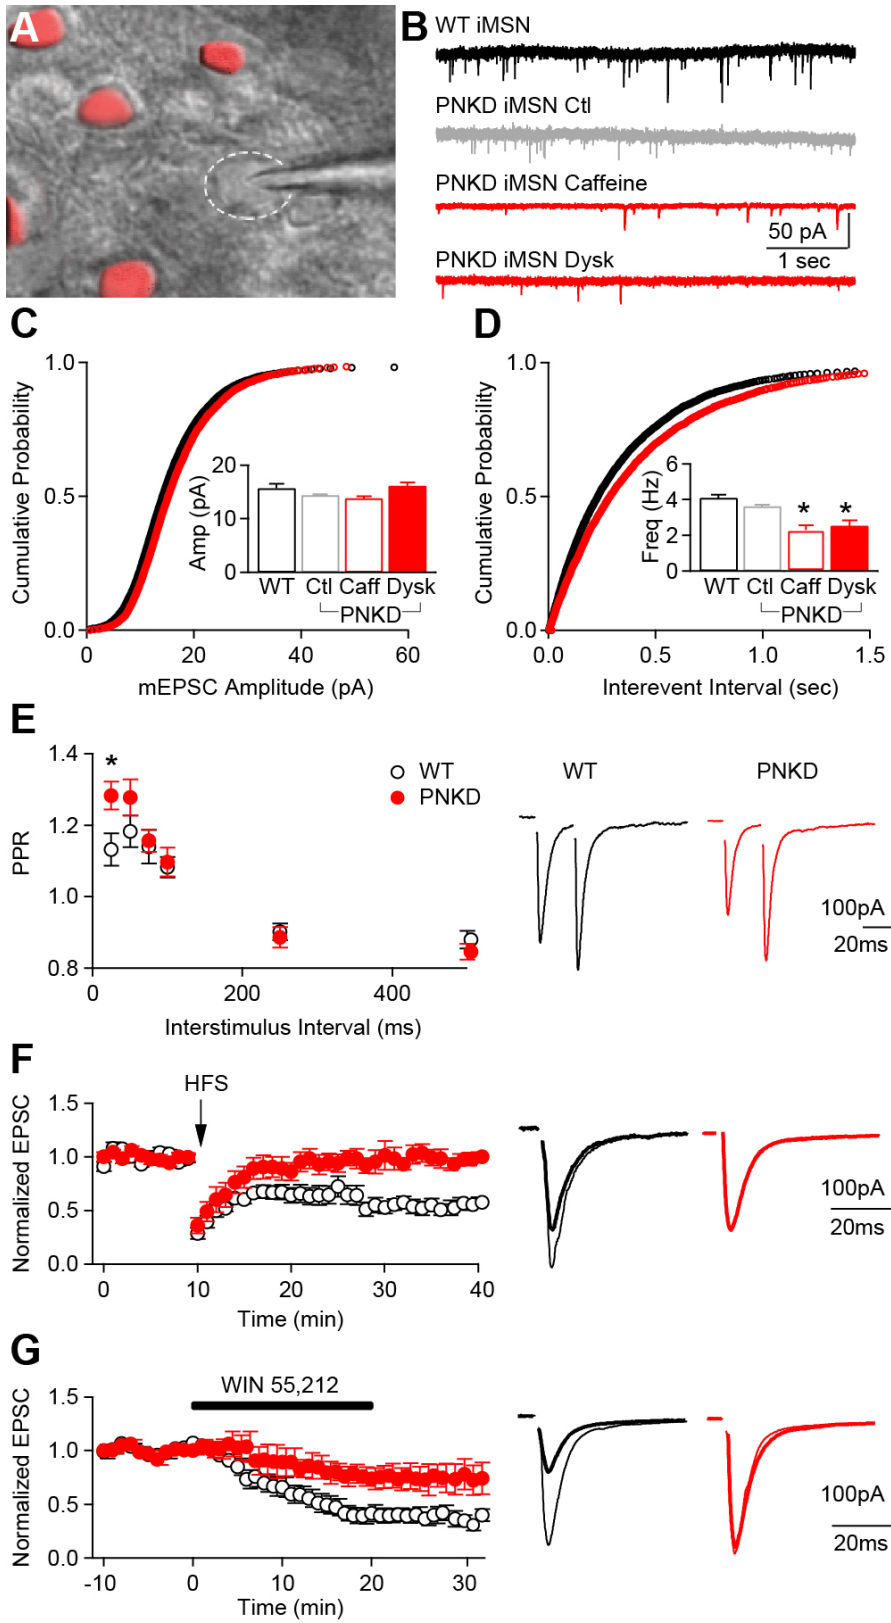 A
B
WT iMSN
PNKD iMSN Ctl
PNKD iMSN Caffeine
50 pA
1 sec
PNKD iMSN Dysk
C
Cumulative Probability
1.0
0.5
0.0
0
20
40
60
mEPSC Amplitude (pA)
Amp (pA)
20
10
0
WT
Ctl
Caff
Dysk
PNKD
D
Cumulative Probability
1.0
0.5
0.0
0.0
0.5
1.0
1.5
Interevent Interval (sec)
Freq (Hz)
6
4
2
0
*
*
WT
Ctl
Caff
Dysk
PNKD
E
PPR
1.4
1.2
1.0
0.8
*
WT
PNKD
0
200
400
Interstimulus Interval (ms)
WT
PNKD
100pA
20ms
F
HFS
Normalized EPSC
1.5
1.0
0.5
0.0
0
10
20
30
40
Time (min)
100pA
20ms
G
WIN 55,212
Normalized EPSC
1.5
1.0
0.5
0.0
-10
0
10
20
30
Time (min)
100pA
20ms